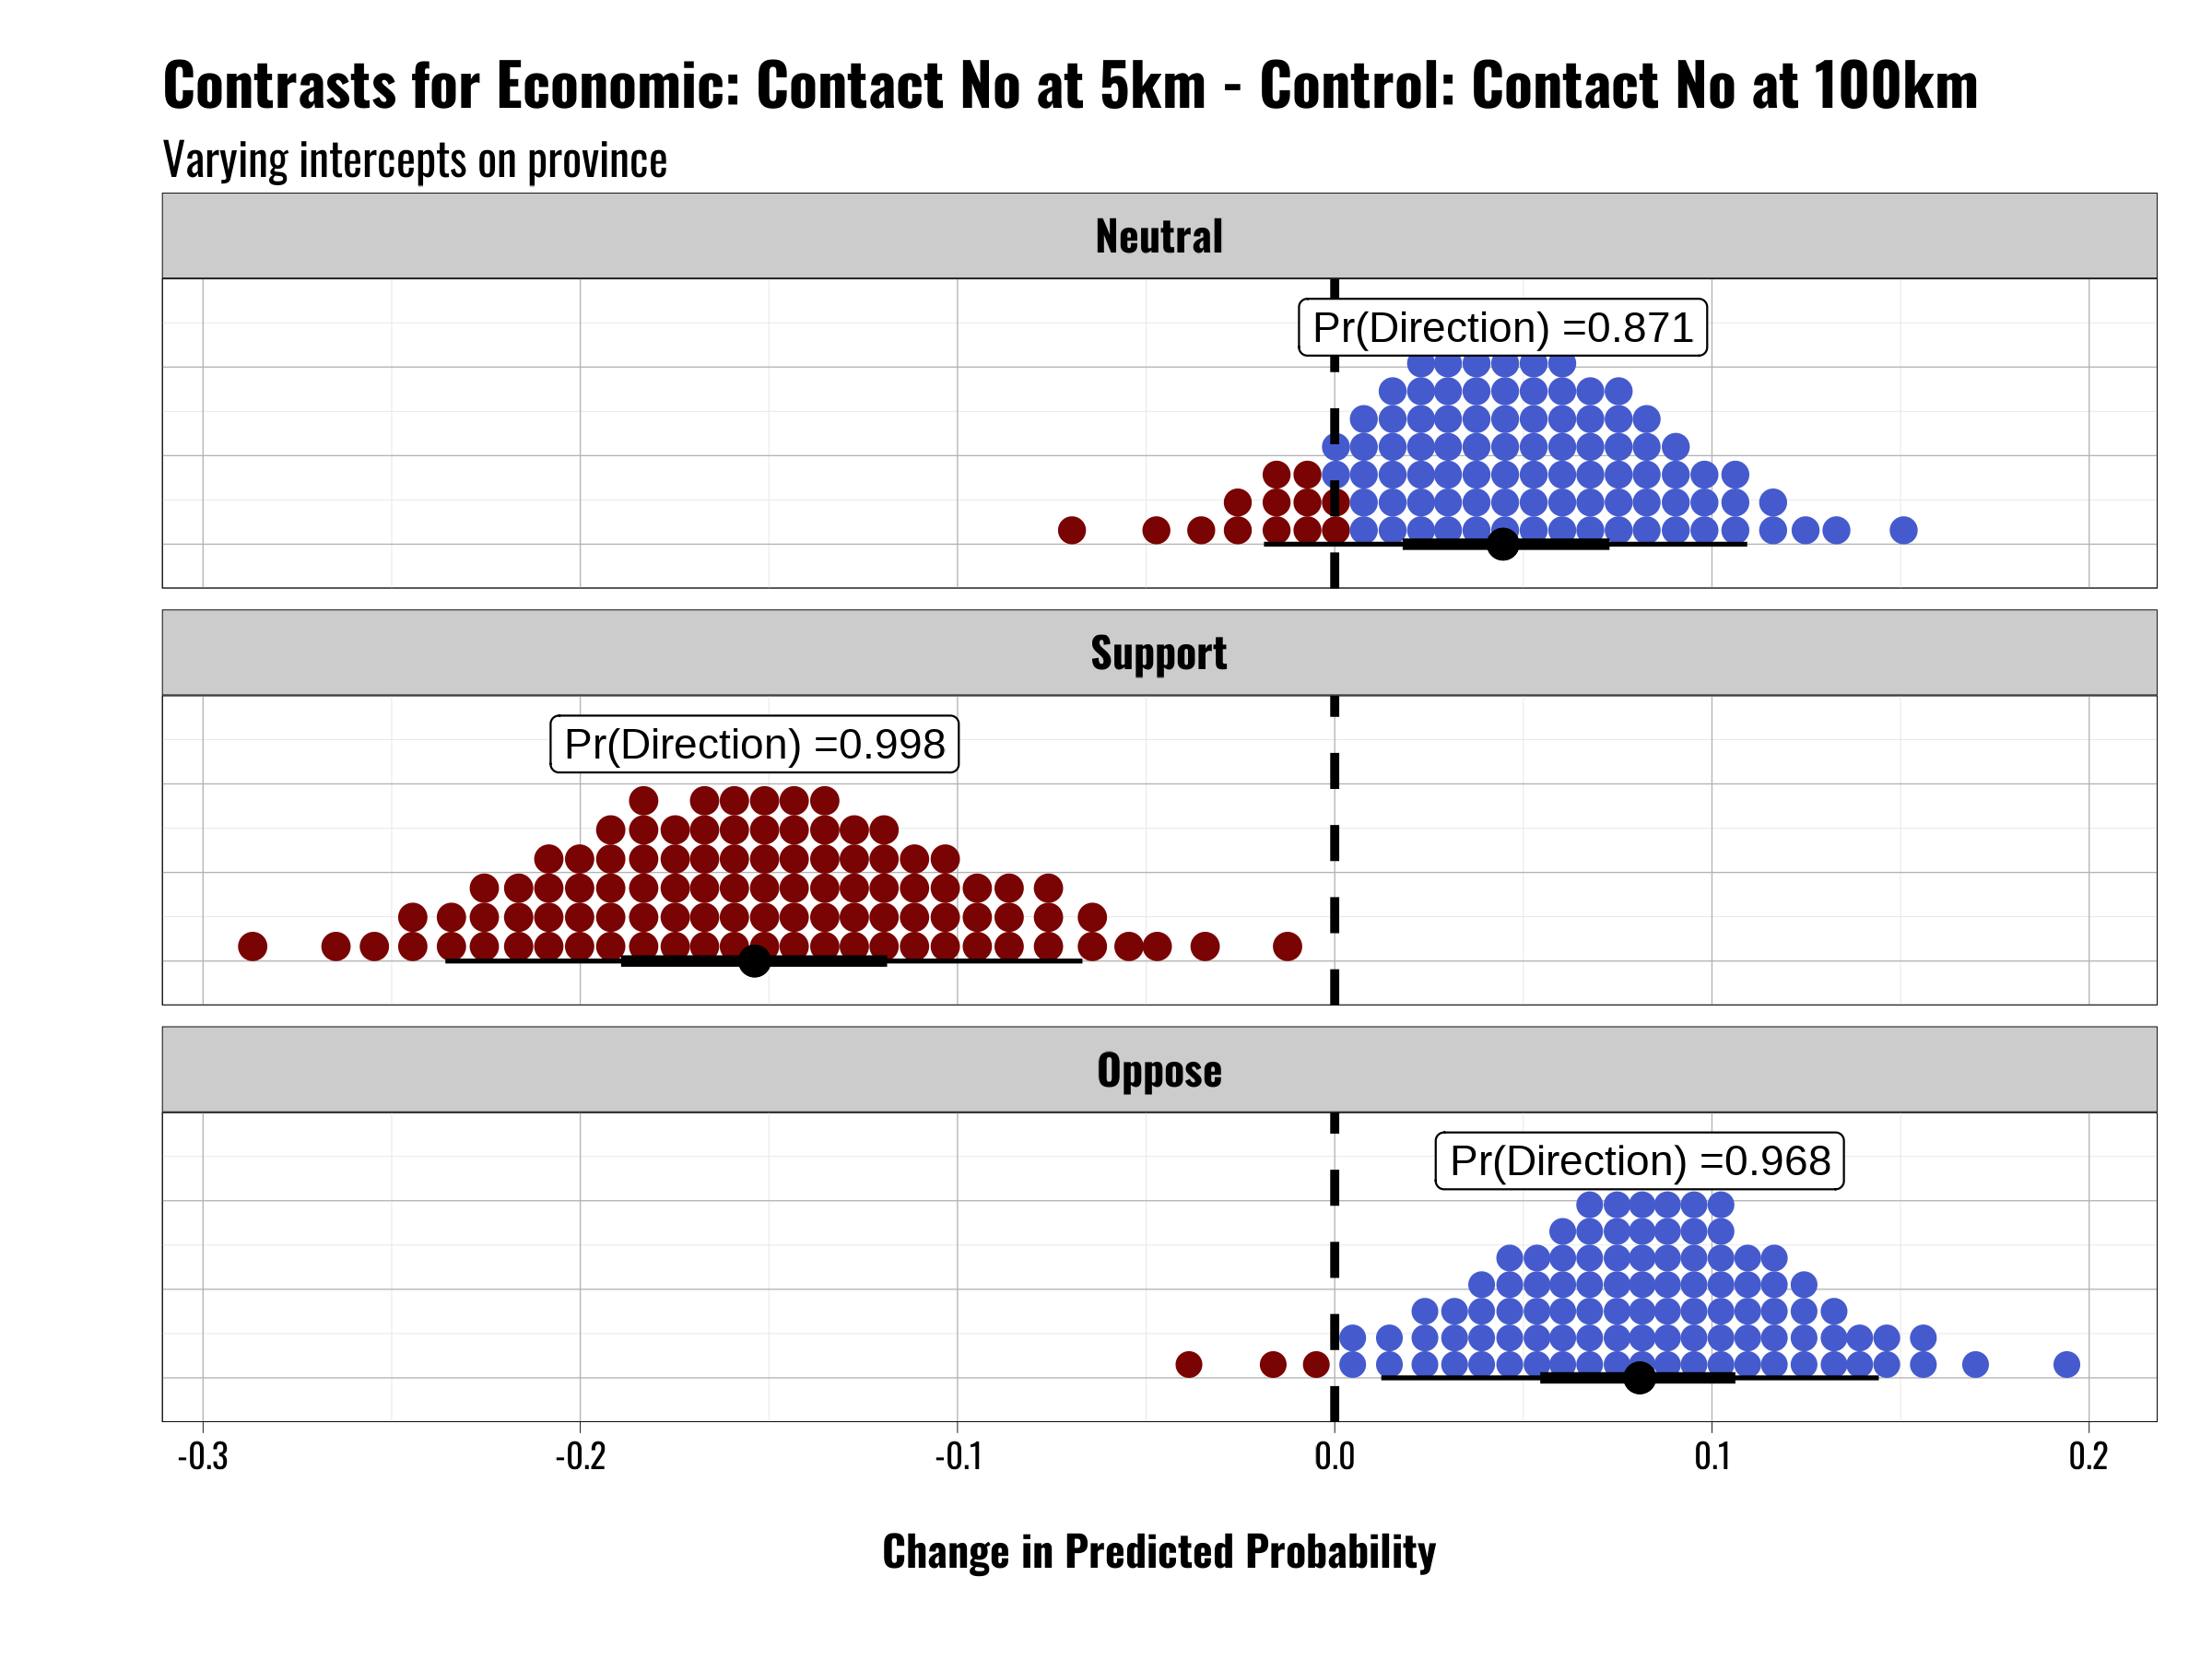 Contrasts for Economic: Contact No at 5km - Control: Contact No at 100km
Varying intercepts on province
Neutral
Pr(Direction) =0.871
Support
Pr(Direction) =0.998
Oppose
Pr(Direction) =0.968
-0.3 -0.2 -0.1 0.0 0.1 0.2
Change in Predicted Probability